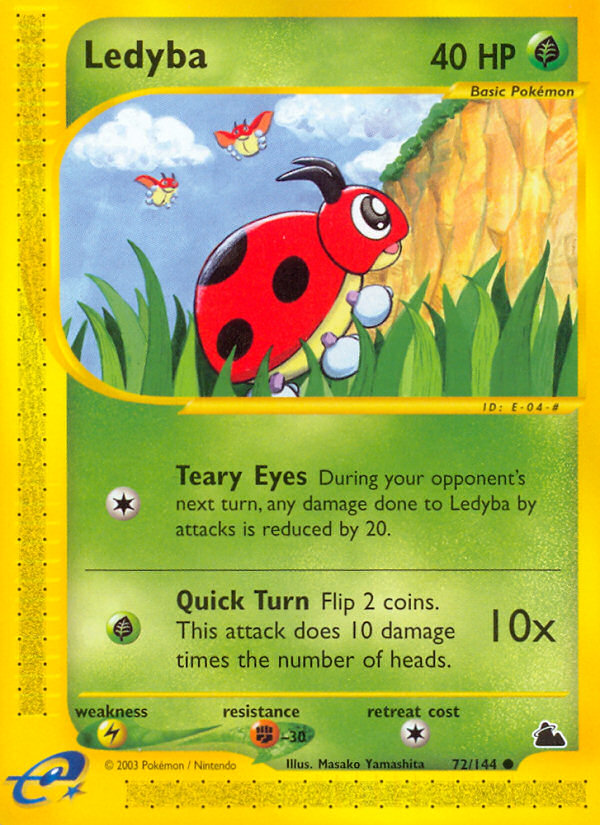 Ledyba 40 HP
Basic Pokémon
ID: E-04-#
Teary Eyes During your opponent's
next turn, any damage done to Ledyba by
attacks is reduced by 20.
Quick Turn Flip 2 coins.
This attack does 10 damage
times the number of heads.
10x
weakness resistance retreat cost
-30
© 2003 Pokémon / Nintendo Illus. Masako Yamashita 72/144
e